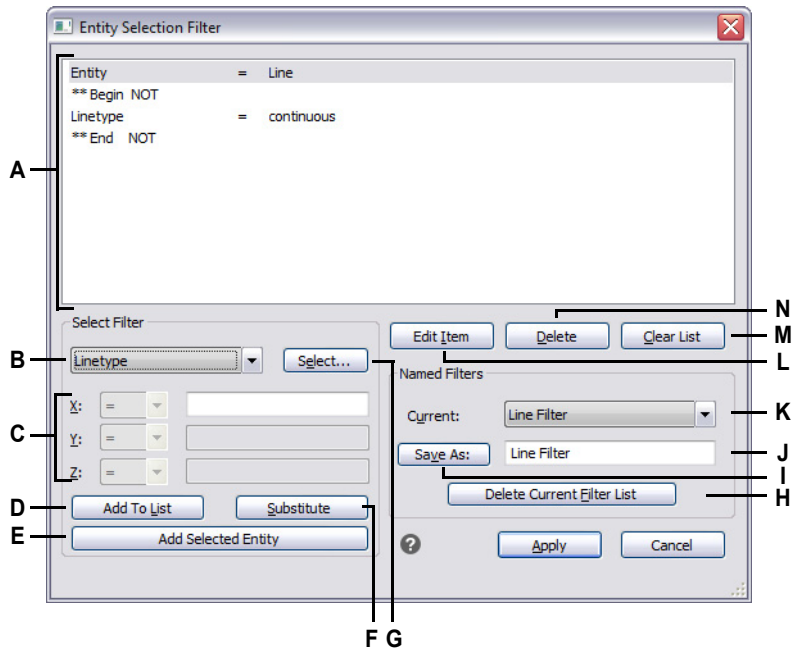 Entity Selection Filter
Entity = Line
** Begin NOT
Linetype = continuous
** End NOT
A
Select Filter
N
Edit Item Delete Clear List
M
L
B
Linetype Select...
Named Filters
C
X: =
Y: =
Z: =
Current: Line Filter
K
Save As: Line Filter
J
I
Delete Current Filter List
H
D
Add To List Substitute
E
Add Selected Entity
? Apply Cancel
F G